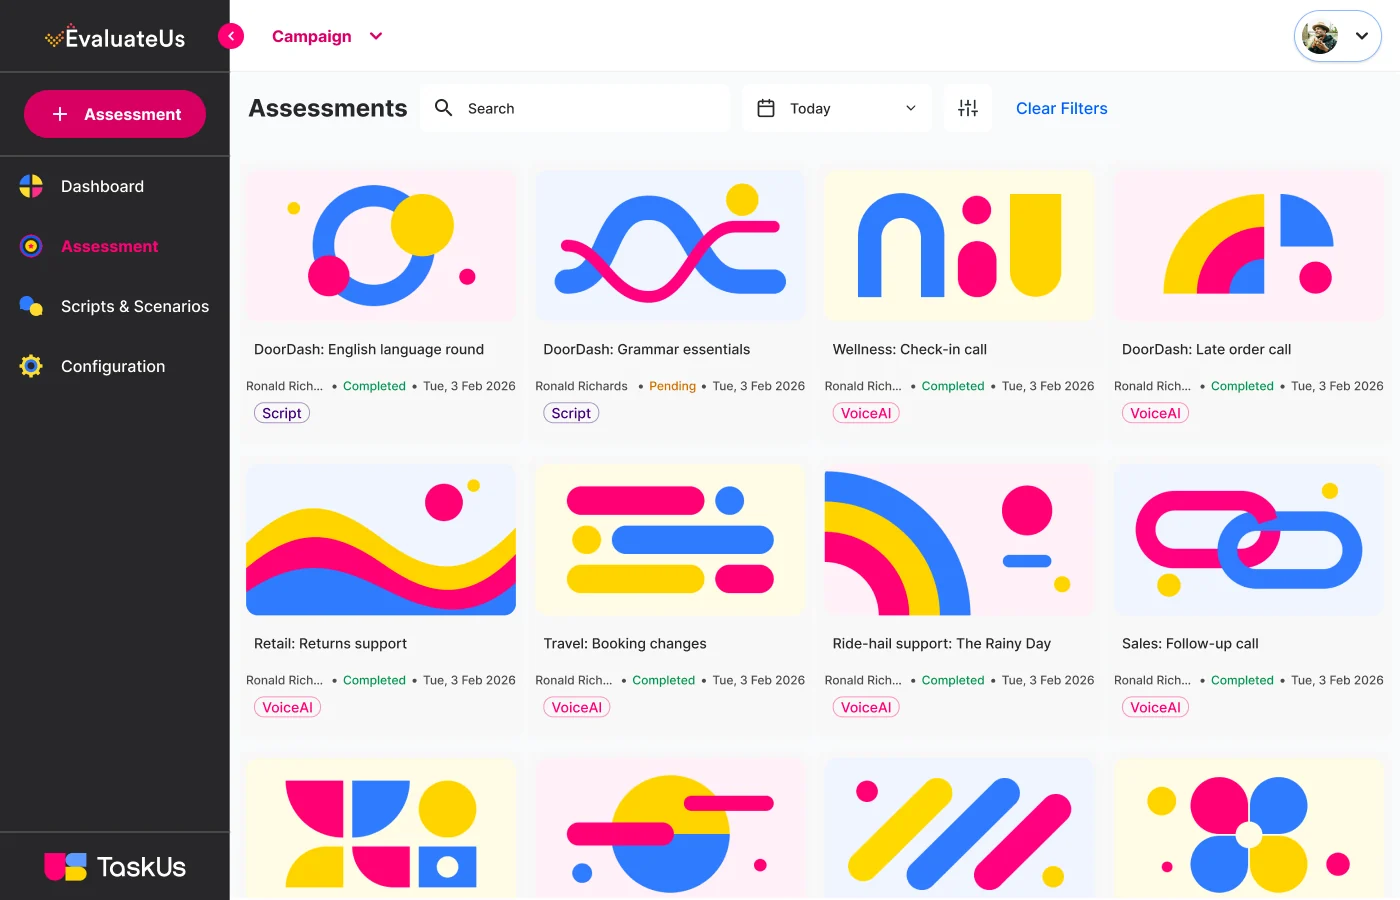 EvaluateUs
Campaign
Assessment
Dashboard
Assessment
Scripts & Scenarios
Configuration
TaskUs
Assessments
Search
Today
Clear Filters
DoorDash: English language round
Ronald Rich... • Completed • Tue, 3 Feb 2026
Script
DoorDash: Grammar essentials
Ronald Richards • Pending • Tue, 3 Feb 2026
Script
Wellness: Check-in call
Ronald Rich... • Completed • Tue, 3 Feb 2026
VoiceAI
DoorDash: Late order call
Ronald Rich... • Completed • Tue, 3 Feb 2026
VoiceAI
Retail: Returns support
Ronald Rich... • Completed • Tue, 3 Feb 2026
VoiceAI
Travel: Booking changes
Ronald Rich... • Completed • Tue, 3 Feb 2026
VoiceAI
Ride-hail support: The Rainy Day
Ronald Rich... • Completed • Tue, 3 Feb 2026
VoiceAI
Sales: Follow-up call
Ronald Rich... • Completed • Tue, 3 Feb 2026
VoiceAI